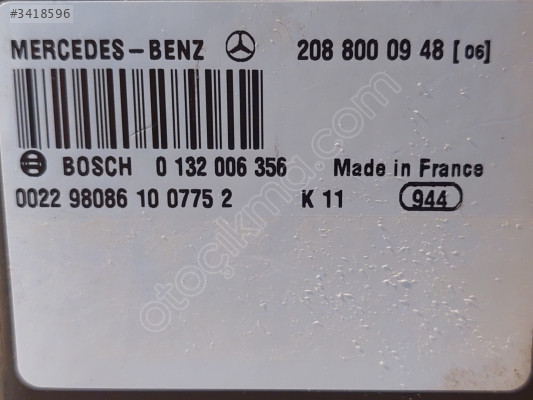 #3418596
MERCEDES-BENZ 208 800 09 48 [06]
BOSCH 0 132 006 356 Made in France
0022 98086 10 0775 2 K 11 944
otoçıkma.com